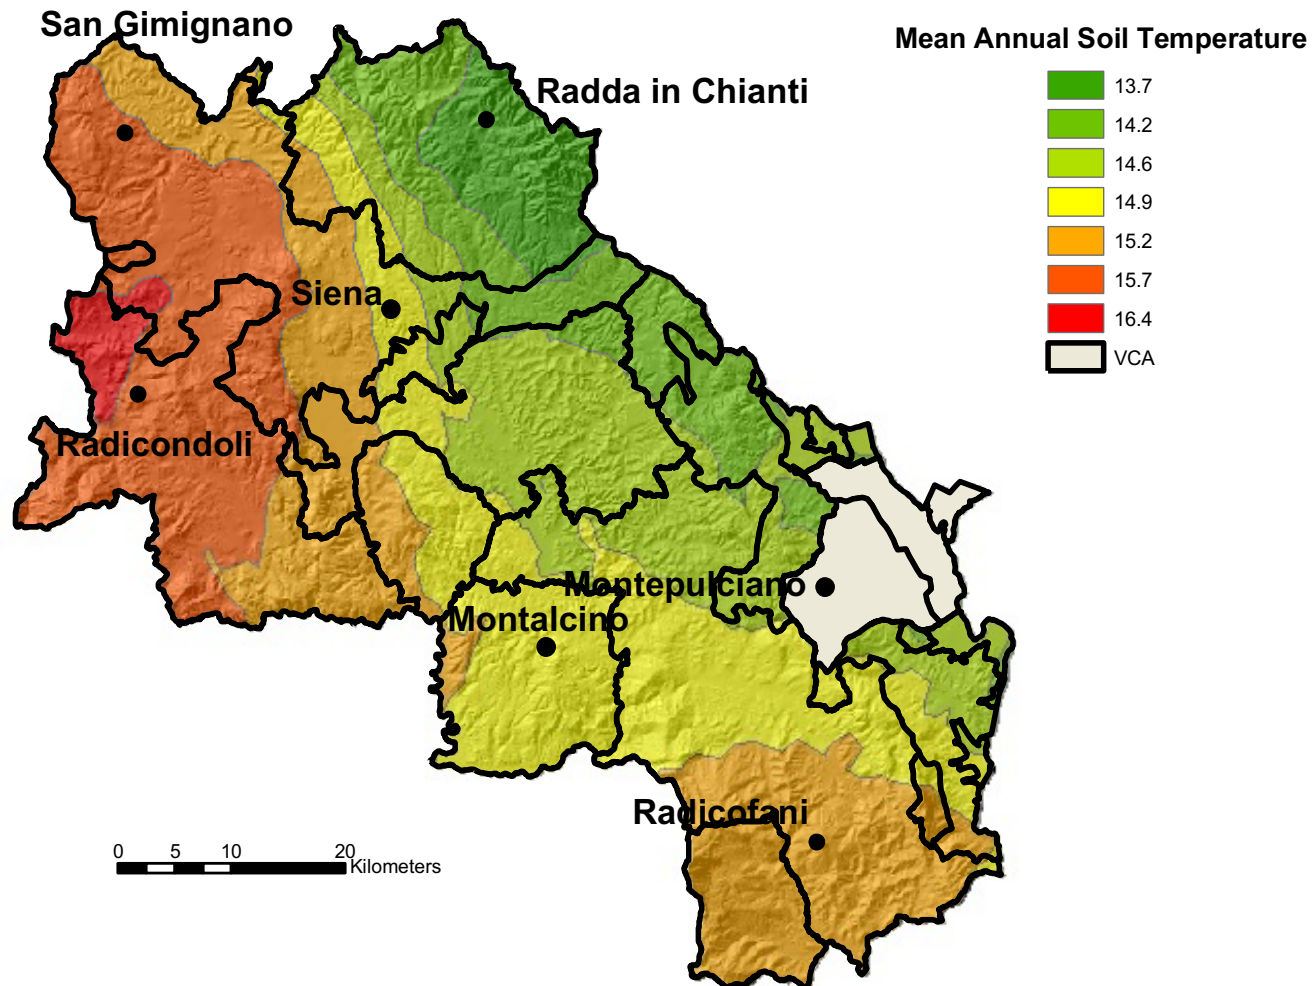 San Gimignano
Mean Annual Soil Temperature
Radda in Chianti
13.7
14.2
14.6
14.9
15.2
15.7
16.4
VCA
Siena
Radicondoli
Montepulciano
Montalcino
Radicofani
0 5 10 20
Kilometers